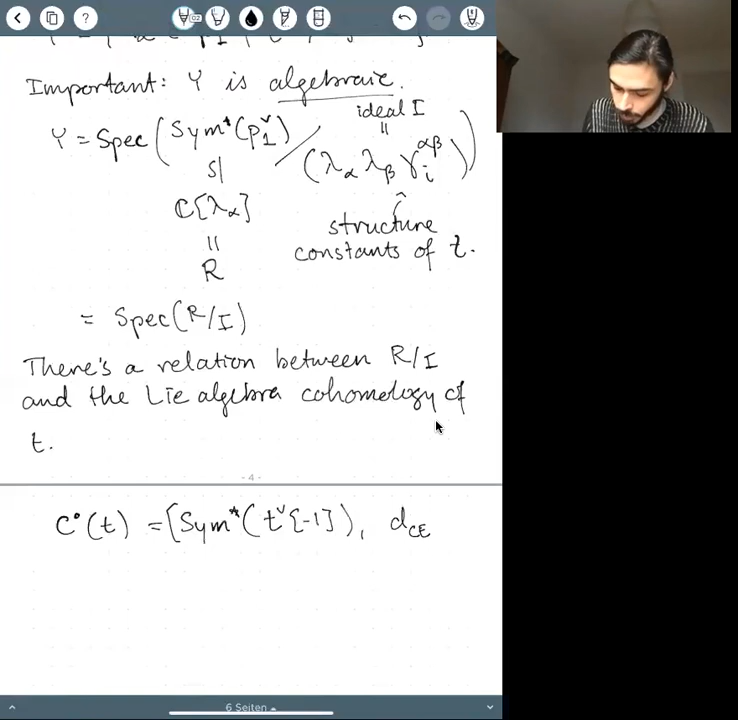 Important: Y is algebraic.
ideal I
Y = Spec ( Sym*(p₁^∨) / (λ_α λ_β γ_i^{αβ}) )
C[λ_α]
structure
constants of t.
R
= Spec(R/I)
There's a relation between R/I
and the Lie algebra cohomology of
t.
- 4 -
C•(t) = [Sym*(t^∨[-1]), d_CE
6 Seiten